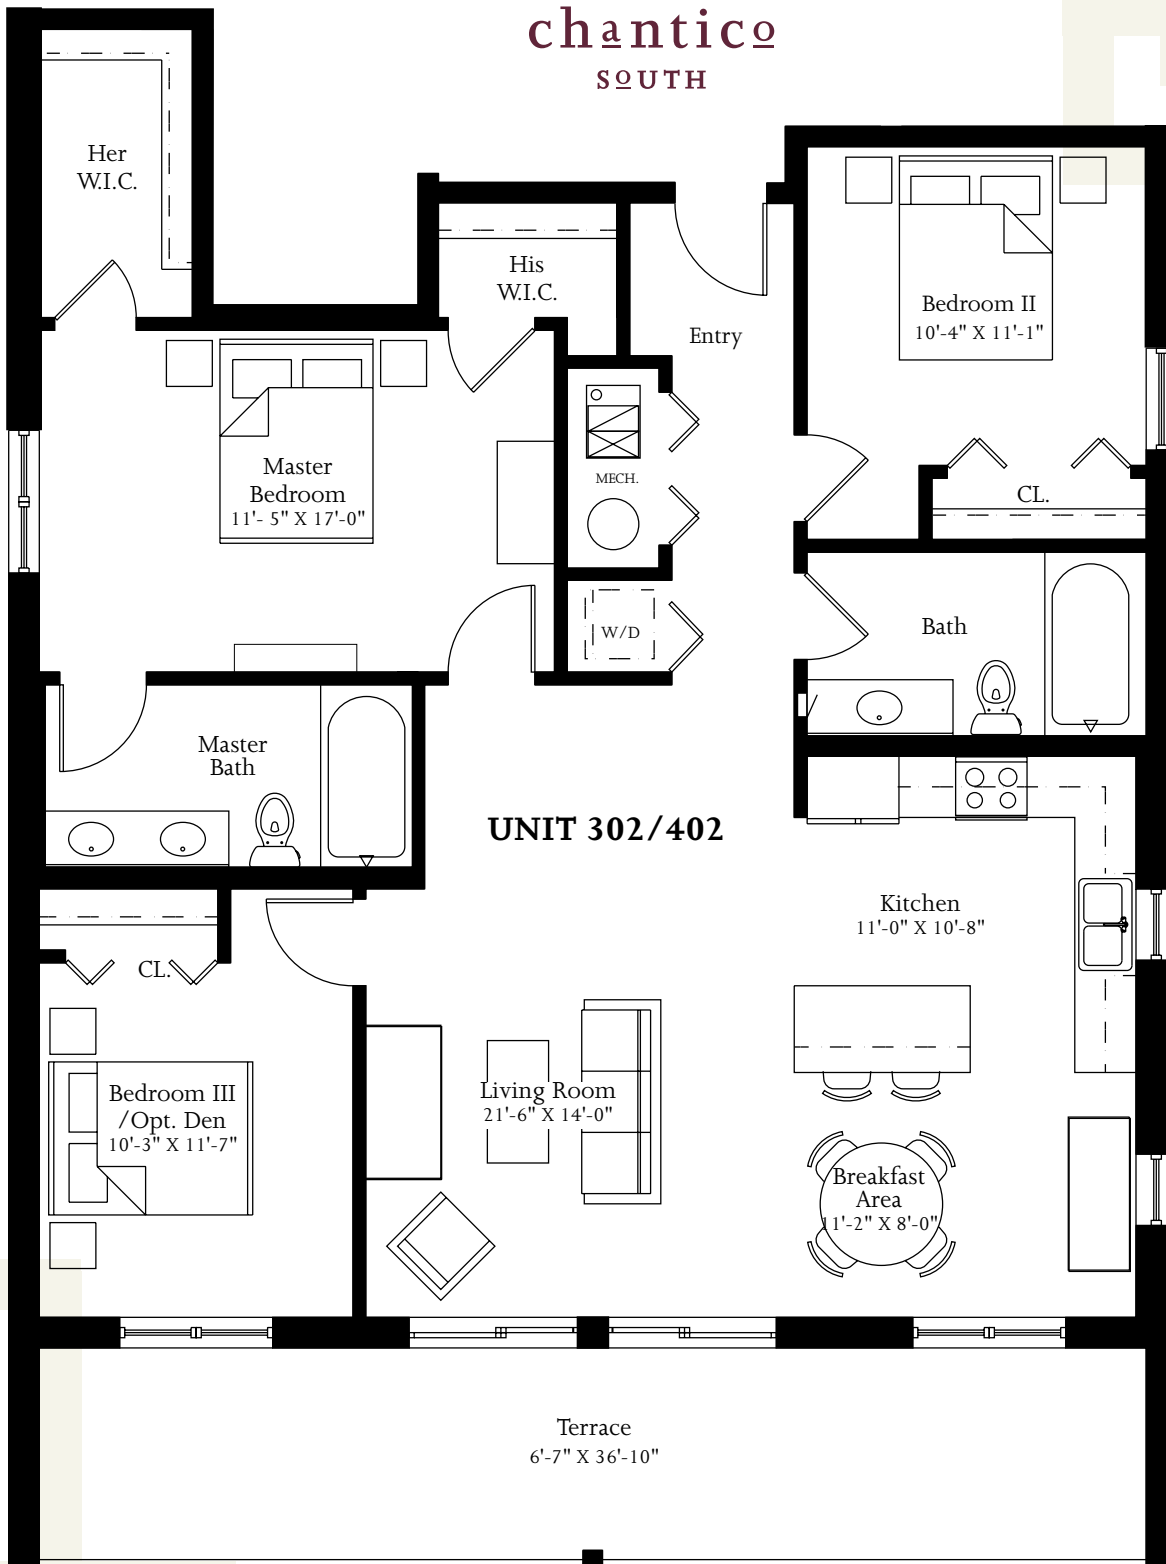 chantico
SOUTH
Her
W.I.C.
His
W.I.C.
Entry
Bedroom II
10'-4" X 11'-1"
Master
Bedroom
11'- 5" X 17'-0"
MECH.
CL.
W/D
Bath
Master
Bath
UNIT 302/402
Kitchen
11'-0" X 10'-8"
CL.
Bedroom III
/Opt. Den
10'-3" X 11'-7"
Living Room
21'-6" X 14'-0"
Breakfast
Area
11'-2" X 8'-0"
Terrace
6'-7" X 36'-10"